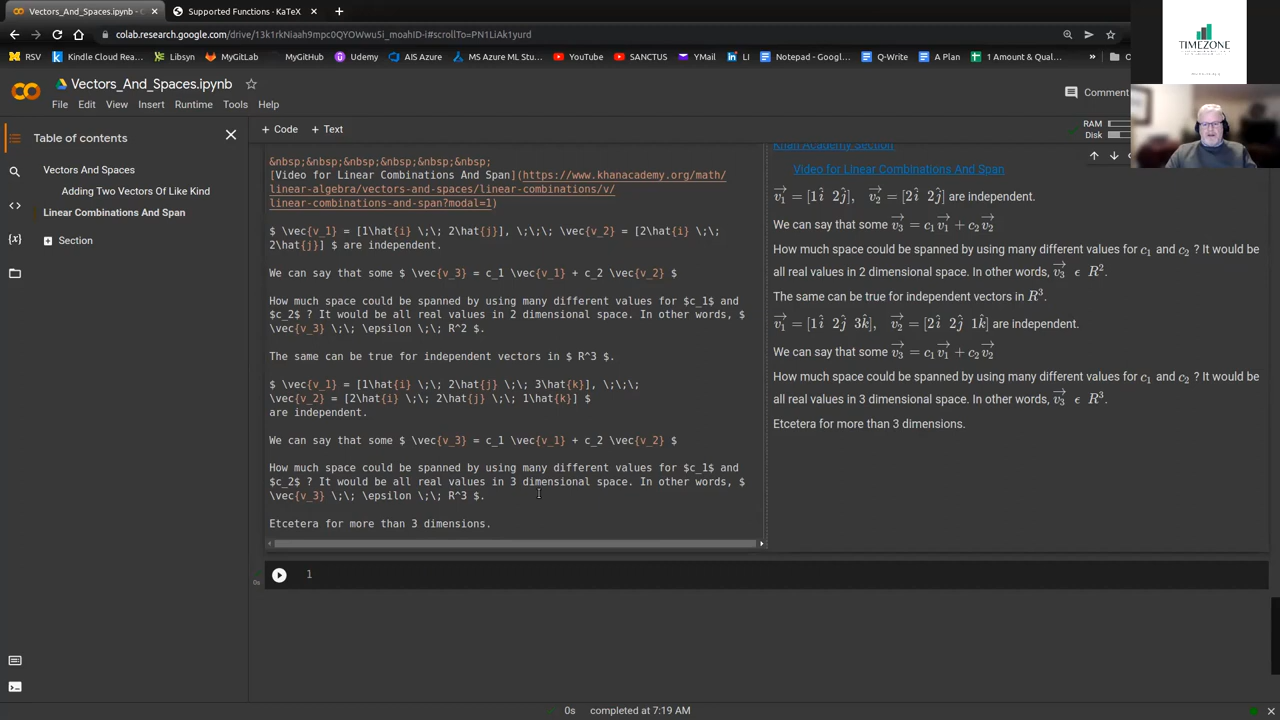 Vectors_And_Spaces.ipynb - C
Supported Functions - KaTeX
colab.research.google.com/drive/13k1rkNiaah9mpc0QYOWwu5i_moahID-i#scrollTo=PN1LiAk1yurd
RSV
Kindle Cloud Rea...
Libsyn
MyGitLab
MyGitHub
Udemy
AIS Azure
MS Azure ML Stu...
YouTube
SANCTUS
YMail
LI
Notepad - Googl...
Q-Write
A Plan
1 Amount & Qual...
»
TIMEZONE
Vectors_And_Spaces.ipynb
File Edit View Insert Runtime Tools Help
Comment
Table of contents
+ Code + Text
RAM
Disk
Vectors And Spaces
Adding Two Vectors Of Like Kind
Linear Combinations And Span
Section
&nbsp;&nbsp;&nbsp;&nbsp;&nbsp;&nbsp;
[Video for Linear Combinations And Span](https://www.khanacademy.org/math/
linear-algebra/vectors-and-spaces/linear-combinations/v/
linear-combinations-and-span?modal=1)
$ \vec{v_1} = [1\hat{i} \;\; 2\hat{j}], \;\;\; \vec{v_2} = [2\hat{i} \;\;
2\hat{j}] $ are independent.
We can say that some $ \vec{v_3} = c_1 \vec{v_1} + c_2 \vec{v_2} $
How much space could be spanned by using many different values for $c_1$ and
$c_2$ ? It would be all real values in 2 dimensional space. In other words, $
\vec{v_3} \;\; \epsilon \;\; R^2 $.
The same can be true for independent vectors in $ R^3 $.
$ \vec{v_1} = [1\hat{i} \;\; 2\hat{j} \;\; 3\hat{k}], \;\;\;
\vec{v_2} = [2\hat{i} \;\; 2\hat{j} \;\; 1\hat{k}] $
are independent.
We can say that some $ \vec{v_3} = c_1 \vec{v_1} + c_2 \vec{v_2} $
How much space could be spanned by using many different values for $c_1$ and
$c_2$ ? It would be all real values in 3 dimensional space. In other words, $
\vec{v_3} \;\; \epsilon \;\; R^3 $.
Etcetera for more than 3 dimensions.
Khan Academy Section
Video for Linear Combinations And Span
v₁ = [1î 2ĵ], v₂ = [2î 2ĵ] are independent.
We can say that some v₃ = c₁v₁ + c₂v₂
How much space could be spanned by using many different values for c₁ and c₂ ? It would be
all real values in 2 dimensional space. In other words, v₃ ϵ R².
The same can be true for independent vectors in R³.
v₁ = [1î 2ĵ 3k̂], v₂ = [2î 2ĵ 1k̂] are independent.
We can say that some v₃ = c₁v₁ + c₂v₂
How much space could be spanned by using many different values for c₁ and c₂ ? It would be
all real values in 3 dimensional space. In other words, v₃ ϵ R³.
Etcetera for more than 3 dimensions.
1
0s
0s completed at 7:19 AM